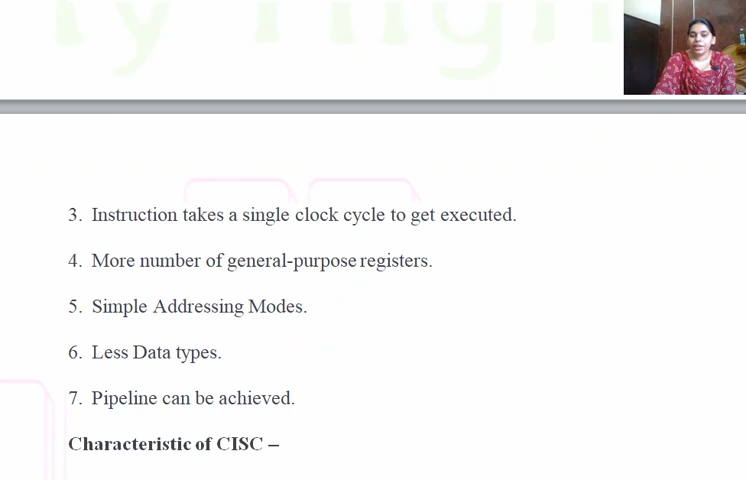 3. Instruction takes a single clock cycle to get executed.
4. More number of general-purpose registers.
5. Simple Addressing Modes.
6. Less Data types.
7. Pipeline can be achieved.
Characteristic of CISC –